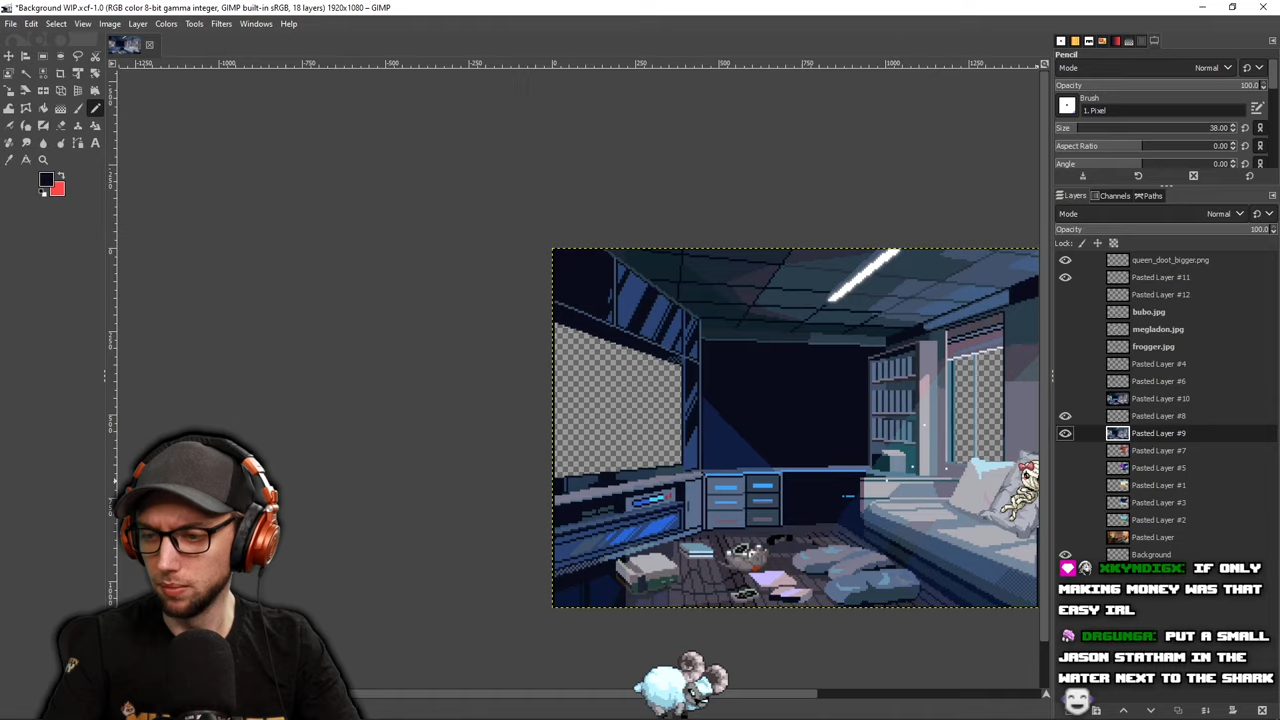 *Background WIP.xcf-1.0 (RGB color 8-bit gamma integer, GIMP built-in sRGB, 18 layers) 1920x1080 – GIMP
File Edit Select View Image Layer Colors Tools Filters Windows Help
Pencil
Mode Normal
Opacity 100.0
Brush
1. Pixel
Size 38.00
Aspect Ratio 0.00
Angle 0.00
Layers Channels Paths
Mode Normal
Opacity 100.0
Lock:
queen_doot_bigger.png
Pasted Layer #11
Pasted Layer #12
bubo.jpg
megladon.jpg
frogger.jpg
Pasted Layer #4
Pasted Layer #6
Pasted Layer #10
Pasted Layer #8
Pasted Layer #9
Pasted Layer #7
Pasted Layer #5
Pasted Layer #1
Pasted Layer #3
Pasted Layer #2
Pasted Layer
Background
XKYNDIGX: IF ONLY
MAKING MONEY WAS THAT
EASY IRL
DRGUNGA: PUT A SMALL
JASON STATHAM IN THE
WATER NEXT TO THE SHARK